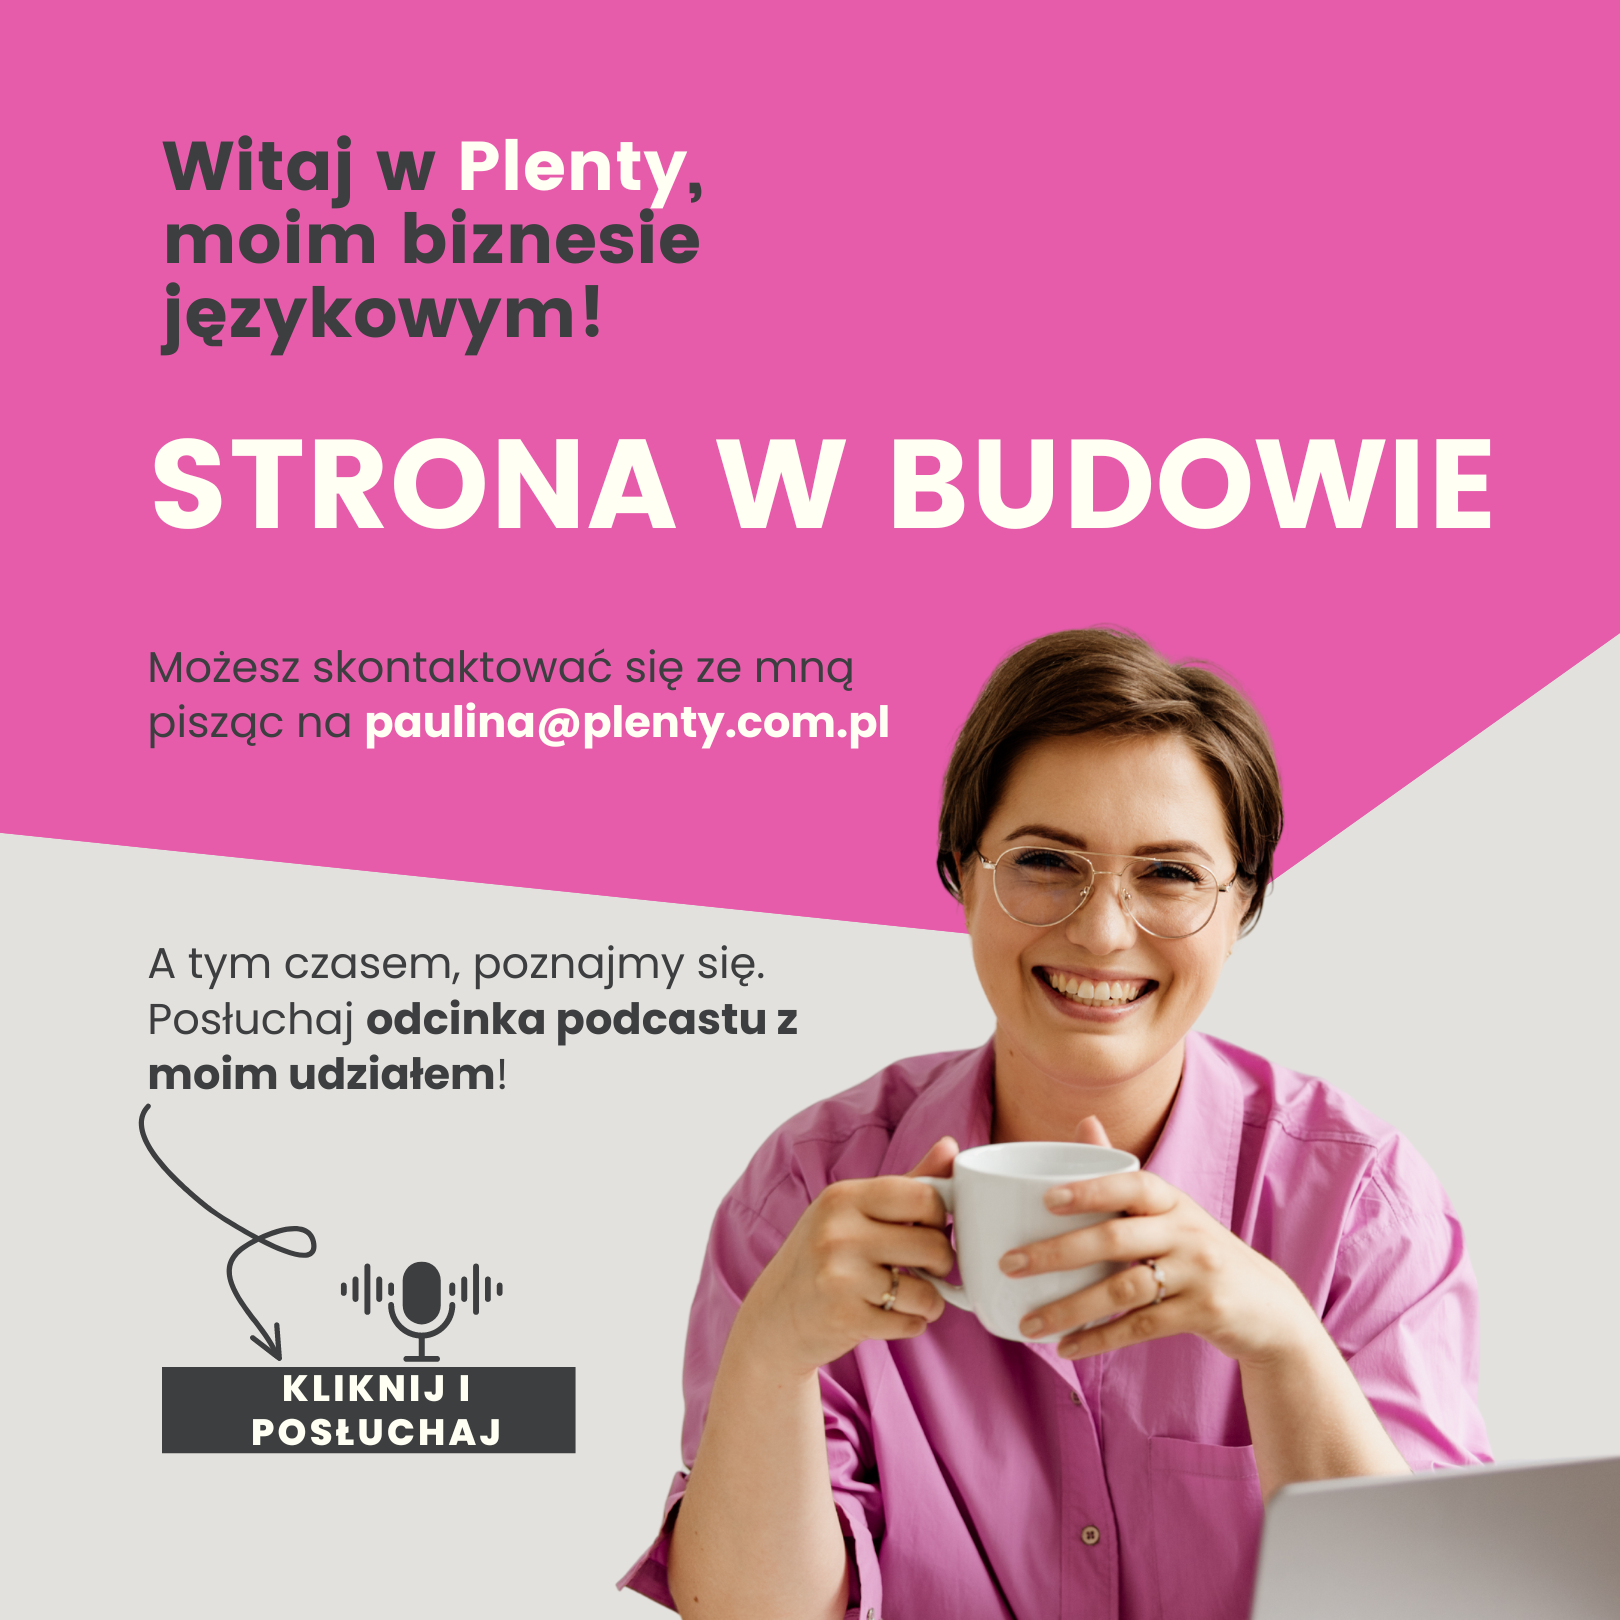 Witaj w Plenty,
moim biznesie
językowym!
STRONA W BUDOWIE
Możesz skontaktować się ze mną
pisząc na paulina@plenty.com.pl
A tym czasem, poznajmy się.
Posłuchaj odcinka podcastu z
moim udziałem!
KLIKNIJ I
POSŁUCHAJ